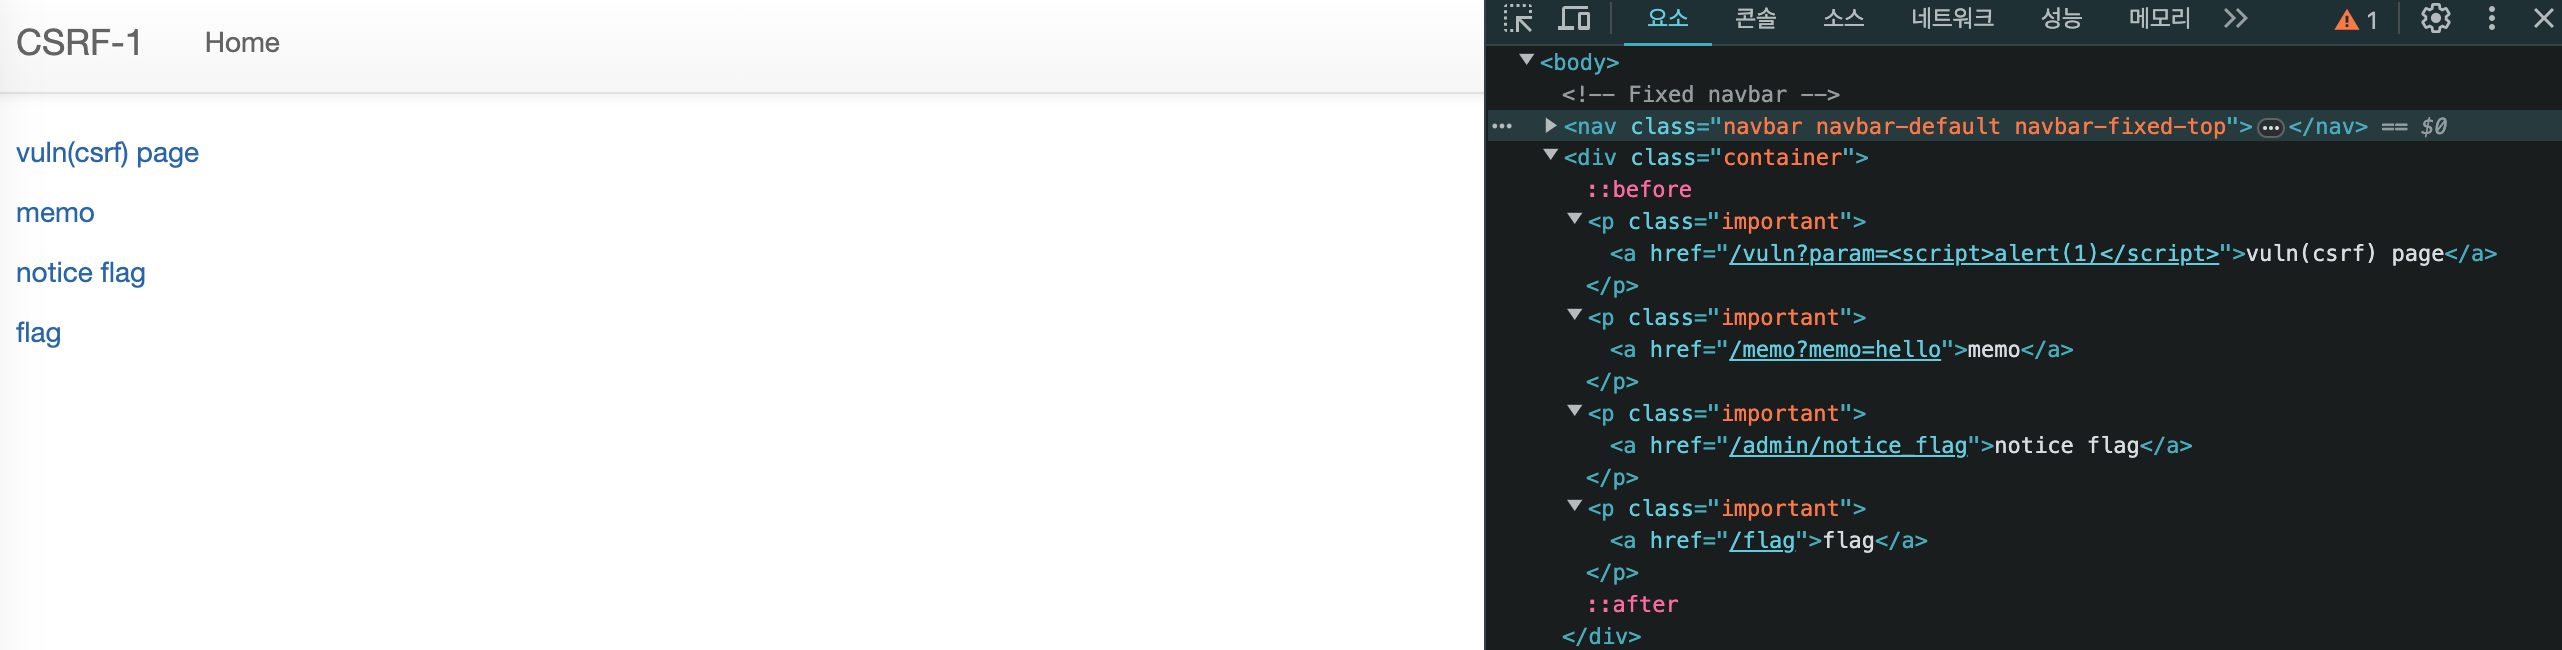 CSRF-1 Home
vuln(csrf) page
memo
notice flag
flag
요소 콘솔 소스 네트워크 성능 메모리 1
▼<body>
<!-- Fixed navbar -->
••• ▶<nav class="navbar navbar-default navbar-fixed-top">•••</nav> == $0
▼<div class="container">
::before
▼<p class="important">
<a href="/vuln?param=<script>alert(1)</script>">vuln(csrf) page</a>
</p>
▼<p class="important">
<a href="/memo?memo=hello">memo</a>
</p>
▼<p class="important">
<a href="/admin/notice_flag">notice flag</a>
</p>
▼<p class="important">
<a href="/flag">flag</a>
</p>
::after
</div>